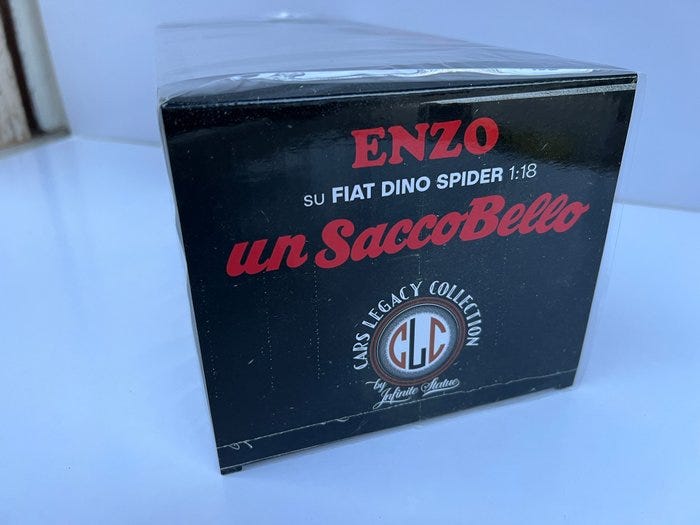 ENZO
su FIAT DINO SPIDER 1:18
un SaccoBello
CARS LEGACY COLLECTION
CLC
by
Infinite Statue